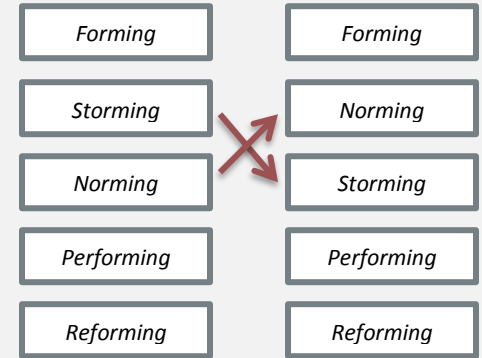 Forming
Storming
Norming
Performing
Reforming
Forming
Norming
Storming
Performing
Reforming